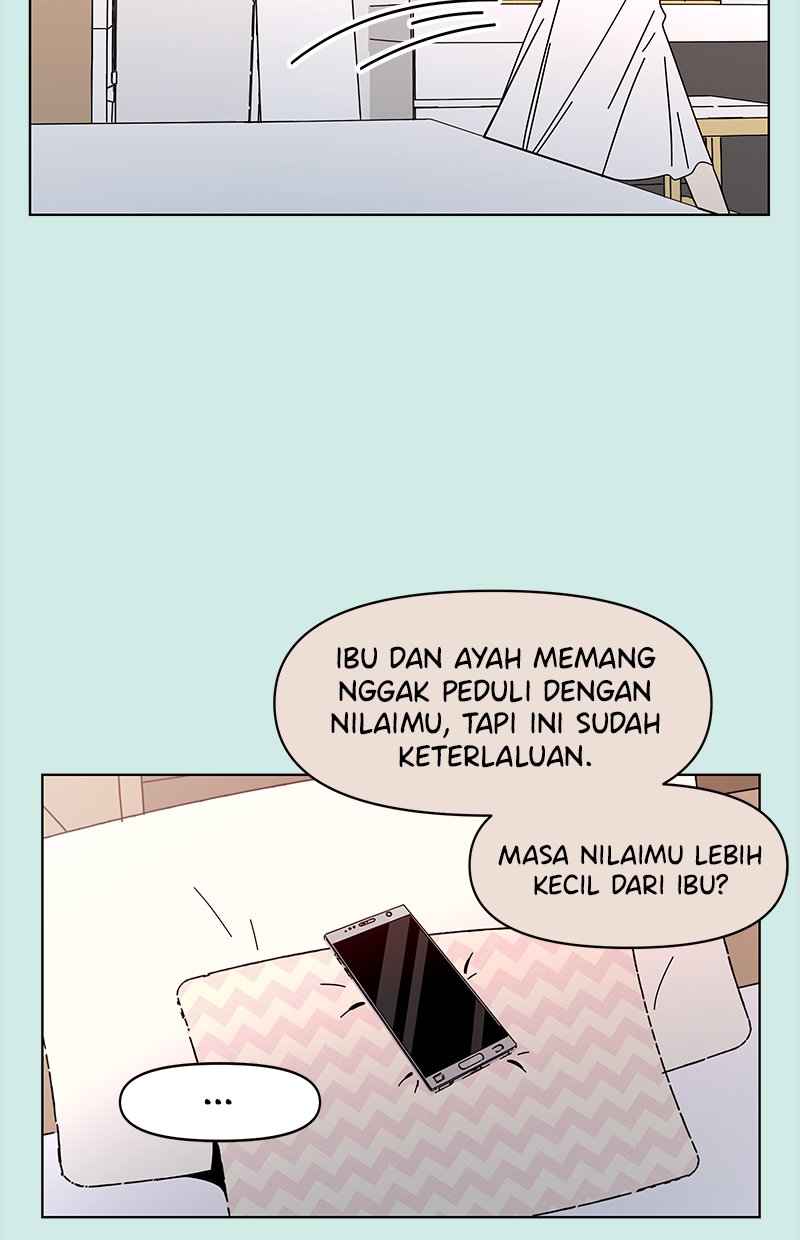 IBU DAN AYAH MEMANG
NGGAK PEDULI DENGAN
NILAIMU, TAPI INI SUDAH
KETERLALUAN.
MASA NILAIMU LEBIH
KECIL DARI IBU?
...